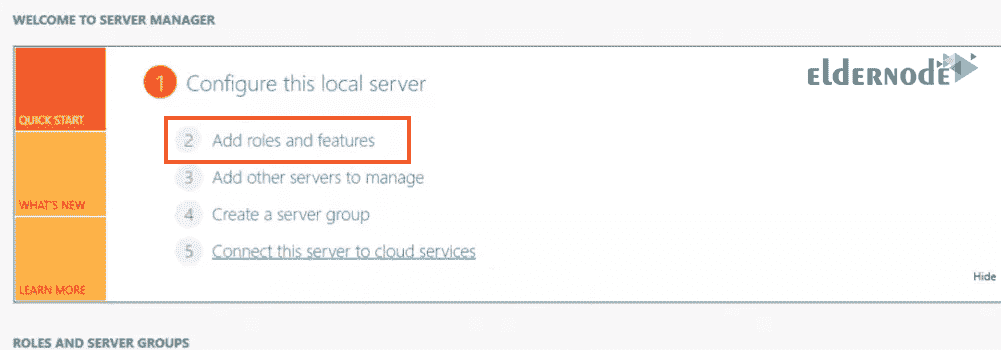 WELCOME TO SERVER MANAGER
ELDERNODE
QUICK START
WHAT'S NEW
LEARN MORE
1 Configure this local server
2 Add roles and features
3 Add other servers to manage
4 Create a server group
5 Connect this server to cloud services
Hide
ROLES AND SERVER GROUPS